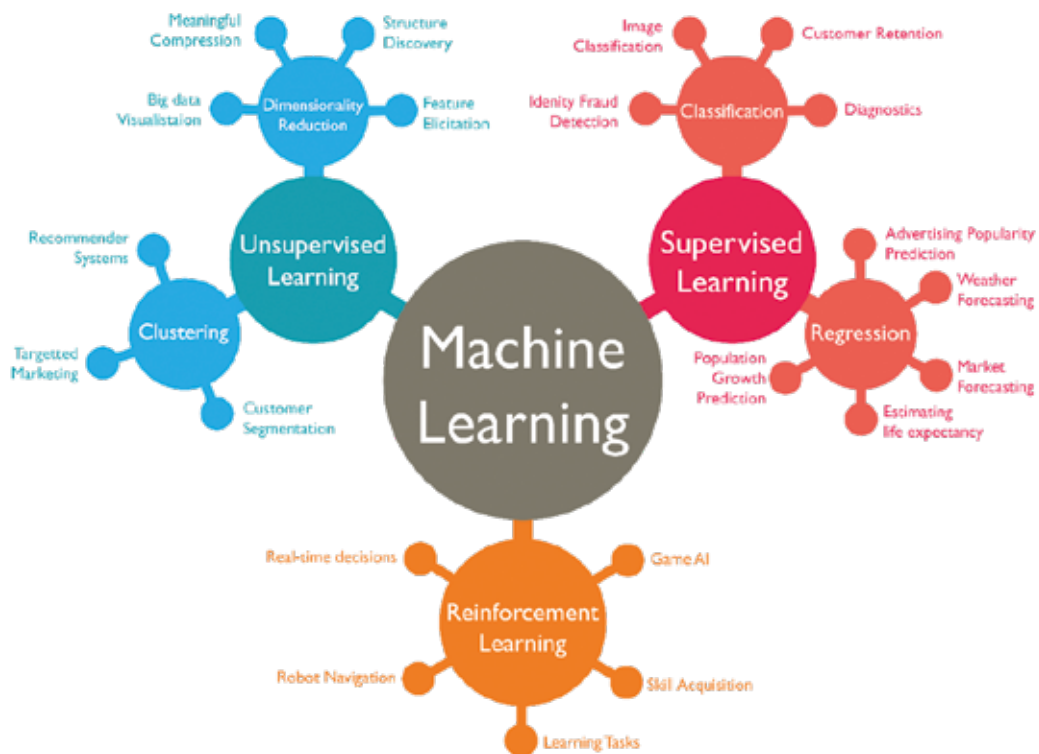 Meaningful
Compression
Structure
Discovery
Big data
Visualistaion
Dimensionality
Reduction
Feature
Elicitation
Image
Classification
Customer Retention
Idenity Fraud
Detection
Classification
Diagnostics
Recommender
Systems
Unsupervised
Learning
Supervised
Learning
Advertising Popularity
Prediction
Weather
Forecasting
Clustering
Targetted
Marketing
Customer
Segmentation
Machine
Learning
Regression
Population
Growth
Prediction
Market
Forecasting
Estimating
life expectancy
Real-time decisions
Game AI
Reinforcement
Learning
Robot Navigation
Skill Acquisition
Learning Tasks